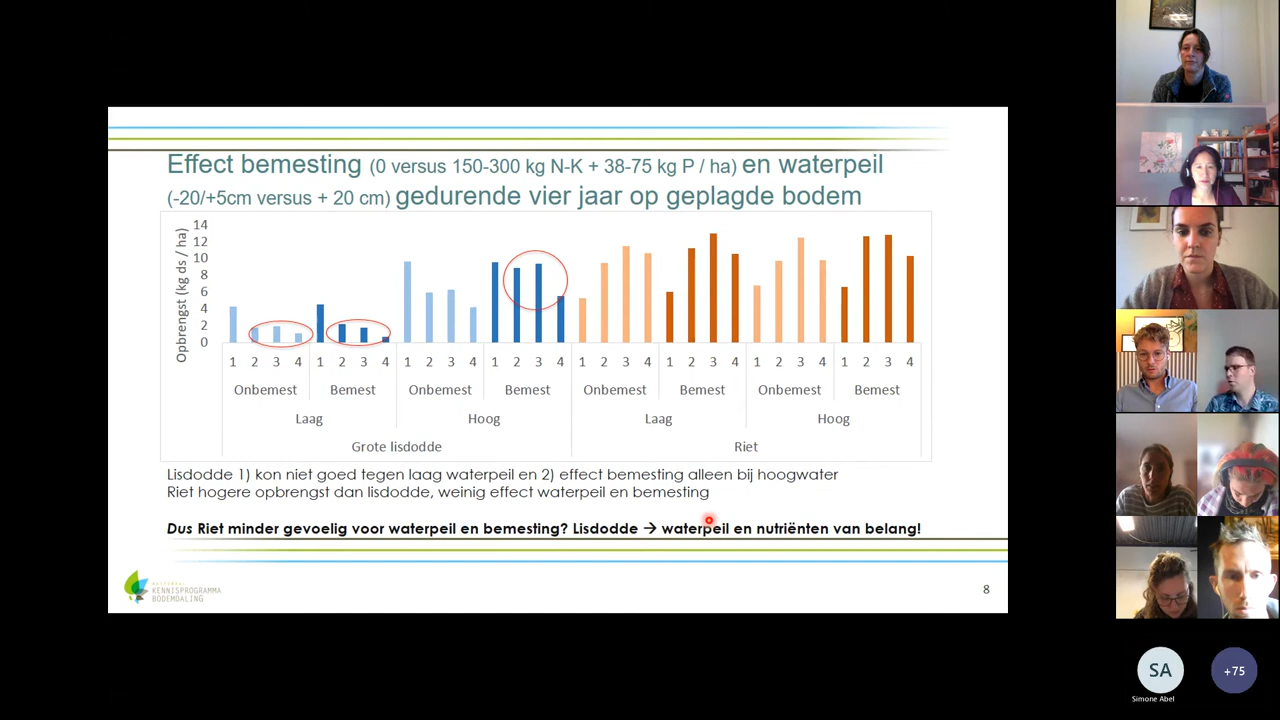 Effect bemesting (0 versus 150-300 kg N-K + 38-75 kg P / ha) en waterpeil
(-20/+5cm versus + 20 cm) gedurende vier jaar op geplagde bodem
Opbrengst (kg ds / ha)
14
12
10
8
6
4
2
0
1 2 3 4 1 2 3 4 1 2 3 4 1 2 3 4 1 2 3 4 1 2 3 4 1 2 3 4 1 2 3 4
Onbemest Bemest Onbemest Bemest Onbemest Bemest Onbemest Bemest
Laag Hoog Laag Hoog
Grote lisdodde Riet
Lisdodde 1) kon niet goed tegen laag waterpeil en 2) effect bemesting alleen bij hoogwater
Riet hogere opbrengst dan lisdodde, weinig effect waterpeil en bemesting
Dus Riet minder gevoelig voor waterpeil en bemesting? Lisdodde → waterpeil en nutriënten van belang!
NATIONAAL
KENNISPROGRAMMA
BODEMDALING
8
SA
Simone Abel
+75